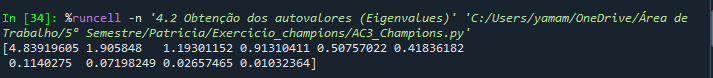 In [34]: %runcell -n '4.2 Obtenção dos autovalores (Eigenvalues)' 'C:/Users/yamam/OneDrive/Área de
Trabalho/5° Semestre/Patricia/Exercicio_champions/AC3_Champions.py'
[4.83919605 1.905848   1.19301152 0.91310411 0.50757022 0.41836182
 0.1140275  0.07198249 0.02657465 0.01032364]